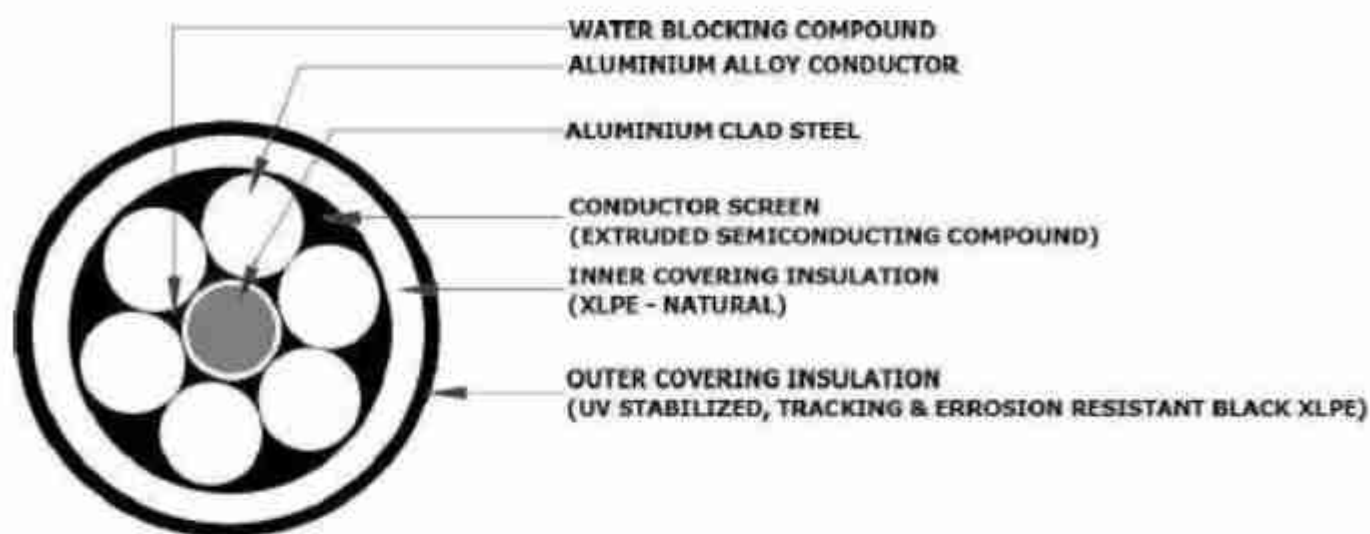 WATER BLOCKING COMPOUND
ALUMINIUM ALLOY CONDUCTOR
ALUMINIUM CLAD STEEL
CONDUCTOR SCREEN
(EXTRUDED SEMICONDUCTING COMPOUND)
INNER COVERING INSULATION
(XLPE - NATURAL)
OUTER COVERING INSULATION
(UV STABILIZED, TRACKING & ERROSION RESISTANT BLACK XLPE)